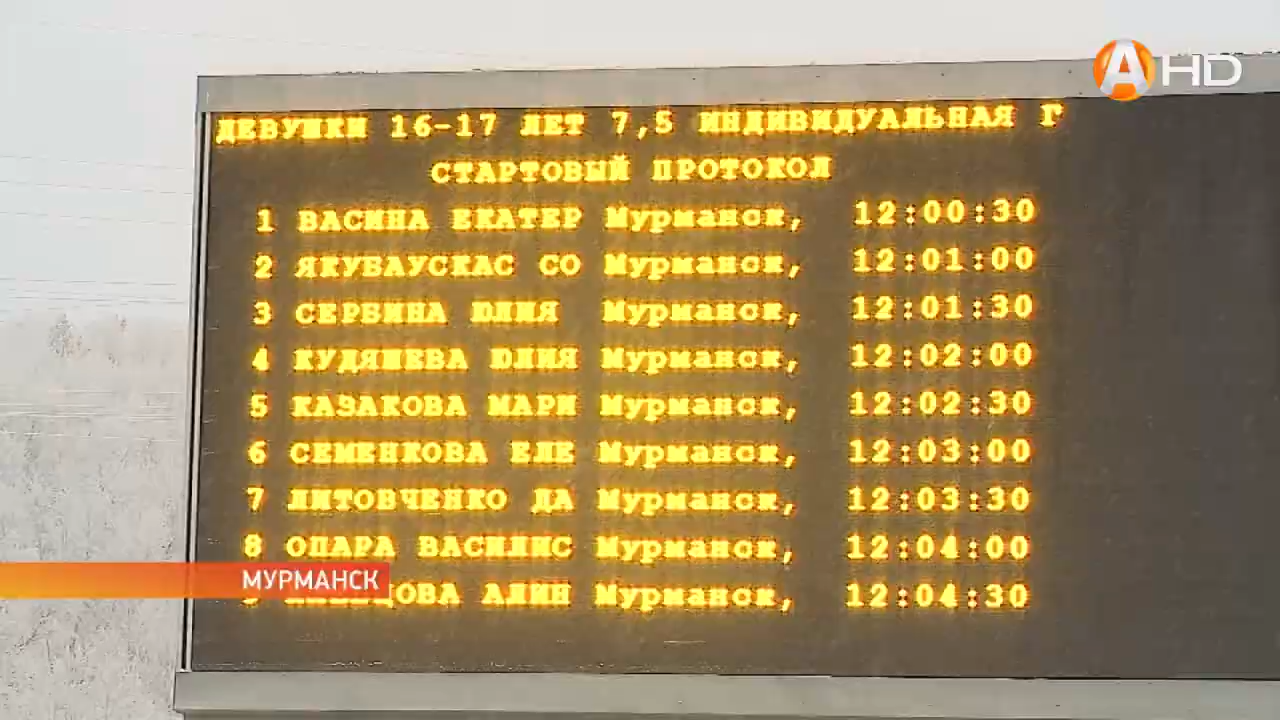 AHD
ДЕВУШКИ 16-17 ЛЕТ 7,5 ИНДИВИДУАЛЬНАЯ Г
СТАРТОВЫЙ ПРОТОКОЛ
1 ВАСИНА ЕКАТЕР Мурманск, 12:00:30
2 ЯКУБАУСКАС СО Мурманск, 12:01:00
3 СЕРБИНА ЮЛИЯ Мурманск, 12:01:30
4 КУДЯШЕВА ЮЛИЯ Мурманск, 12:02:00
5 КАЗАКОВА МАРИ Мурманск, 12:02:30
6 СЕМЕНКОВА ЕЛЕ Мурманск, 12:03:00
7 ЛИТОВЧЕНКО ДА Мурманск, 12:03:30
8 ОПАРА ВАСИЛИС Мурманск, 12:04:00
МУРМАНСК
9 АЛИН Мурманск, 12:04:30